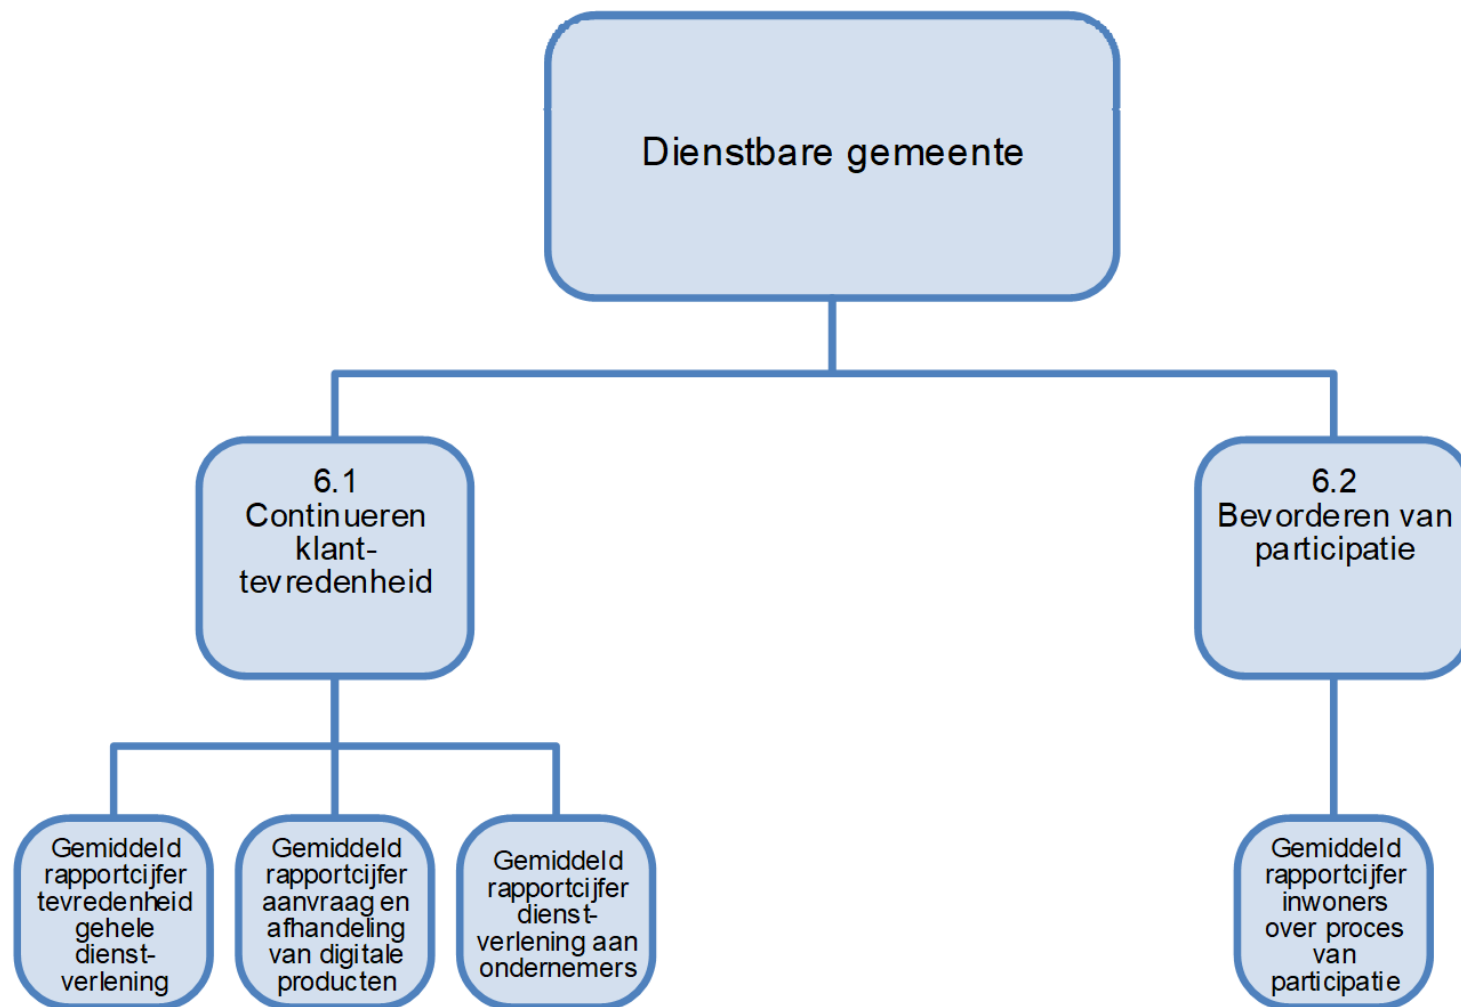 Dienstbare gemeente
6.1
Continueren
klant-
tevredenheid
6.2
Bevorderen van
participatie
Gemiddeld
rapportcijfer
tevredenheid
gehele
dienst-
verlening
Gemiddeld
rapportcijfer
aanvraag en
afhandeling
van digitale
producten
Gemiddeld
rapportcijfer
dienst-
verlening aan
ondernemers
Gemiddeld
rapportcijfer
inwoners
over proces
van
participatie